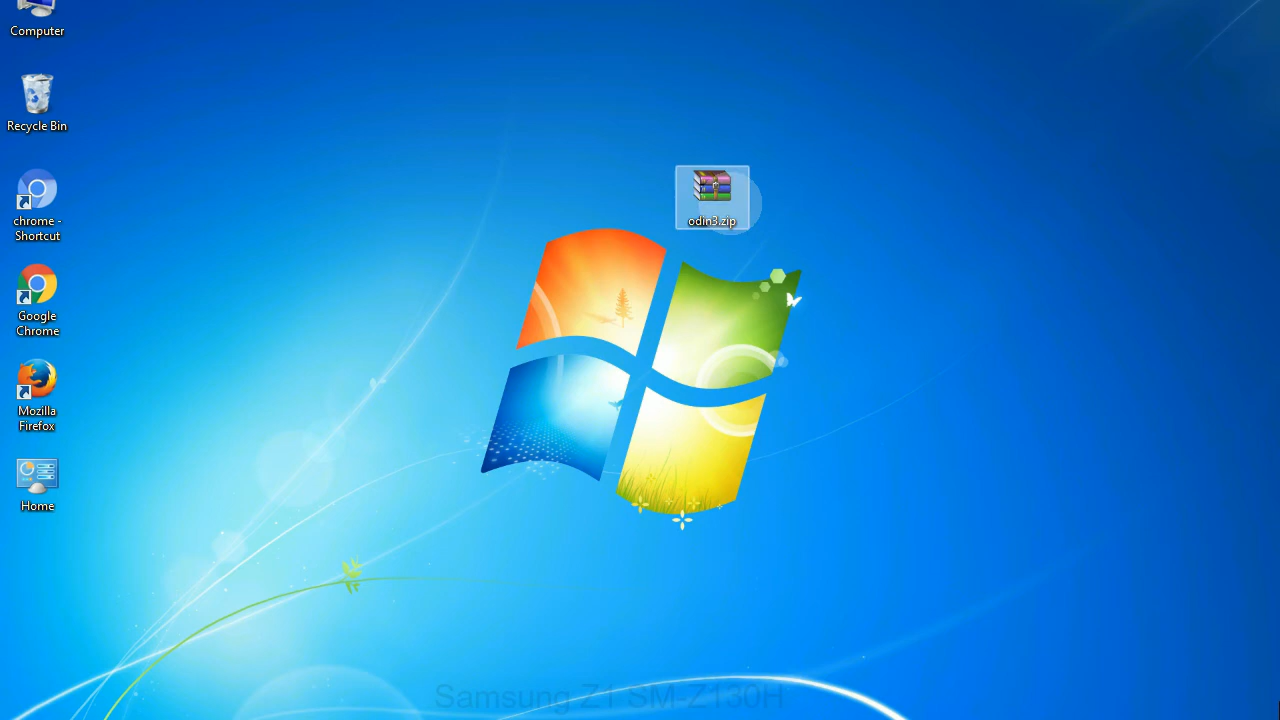 Computer
Recycle Bin
chrome -
Shortcut
Google
Chrome
Mozilla
Firefox
Home
odin3.zip
Samsung Z1 SM-Z130H